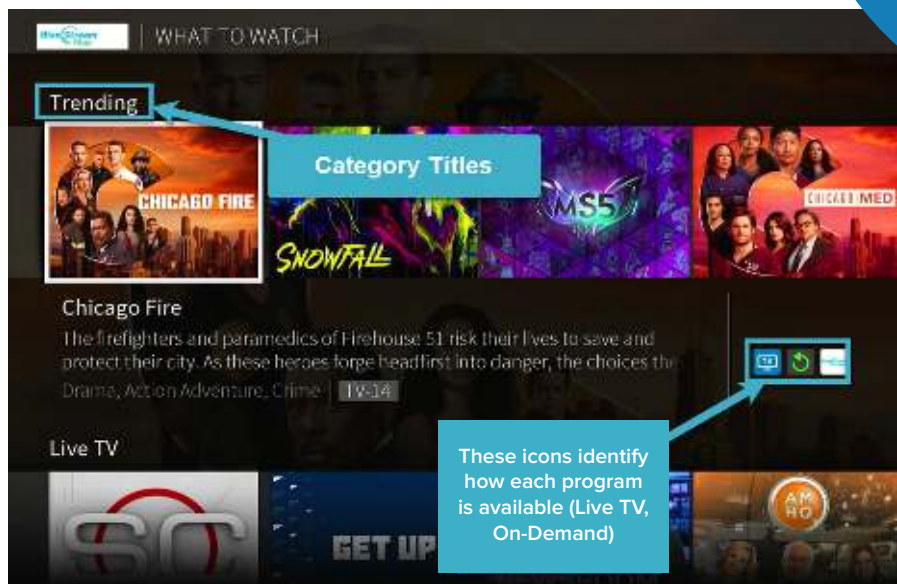 WHAT TO WATCH
Trending
Category Titles
CHICAGO FIRE
SNOWFALL
MS5
CHICAGO MED
Chicago Fire
The firefighters and paramedics of Firehouse 51 risk their lives to save and
protect their city. As these heroes forge headfirst into danger, the choices the
Drama, Action Adventure, Crime | TV-14
Live TV
These icons identify
how each program
is available (Live TV,
On-Demand)
SC
GET UP
AM
HQ